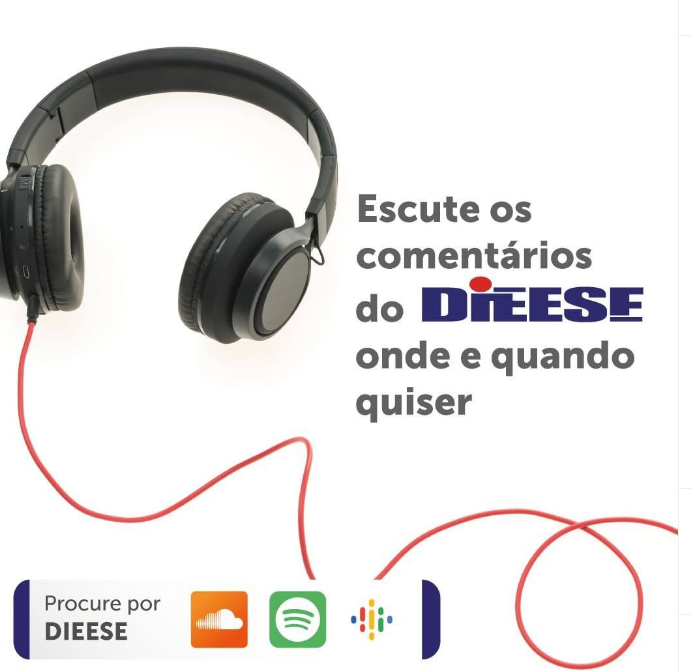 Escute os
comentários
do DIEESE
onde e quando
quiser
Procure por
DIEESE